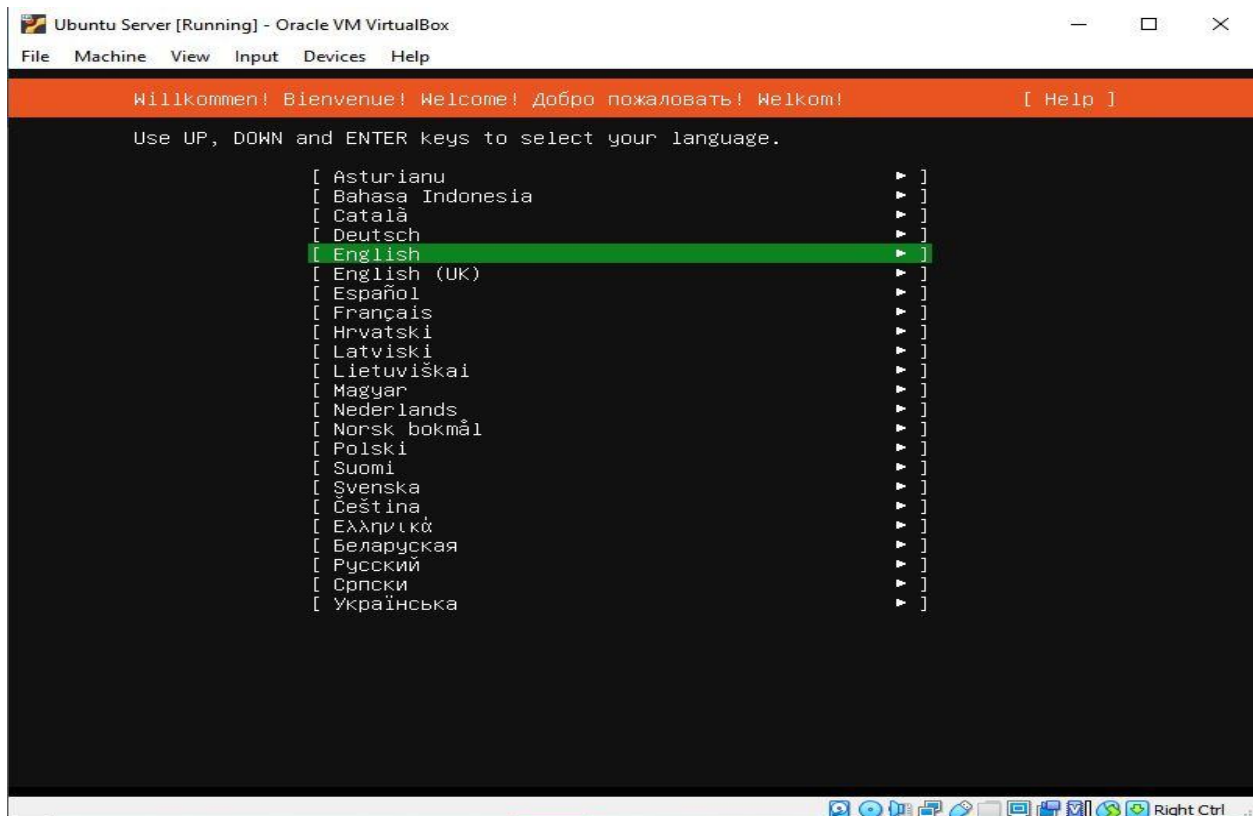 Ubuntu Server [Running] - Oracle VM VirtualBox
File Machine View Input Devices Help
Willkommen! Bienvenue! Welcome! Добро пожаловать! Welkom! [ Help ]
Use UP, DOWN and ENTER keys to select your language.
[ Asturianu ► ]
[ Bahasa Indonesia ► ]
[ Català ► ]
[ Deutsch ► ]
[ English ► ]
[ English (UK) ► ]
[ Español ► ]
[ Français ► ]
[ Hrvatski ► ]
[ Latviski ► ]
[ Lietuviškai ► ]
[ Magyar ► ]
[ Nederlands ► ]
[ Norsk bokmål ► ]
[ Polski ► ]
[ Suomi ► ]
[ Svenska ► ]
[ Čeština ► ]
[ Ελληνικά ► ]
[ Беларуская ► ]
[ Русский ► ]
[ Српски ► ]
[ Українська ► ]
Right Ctrl